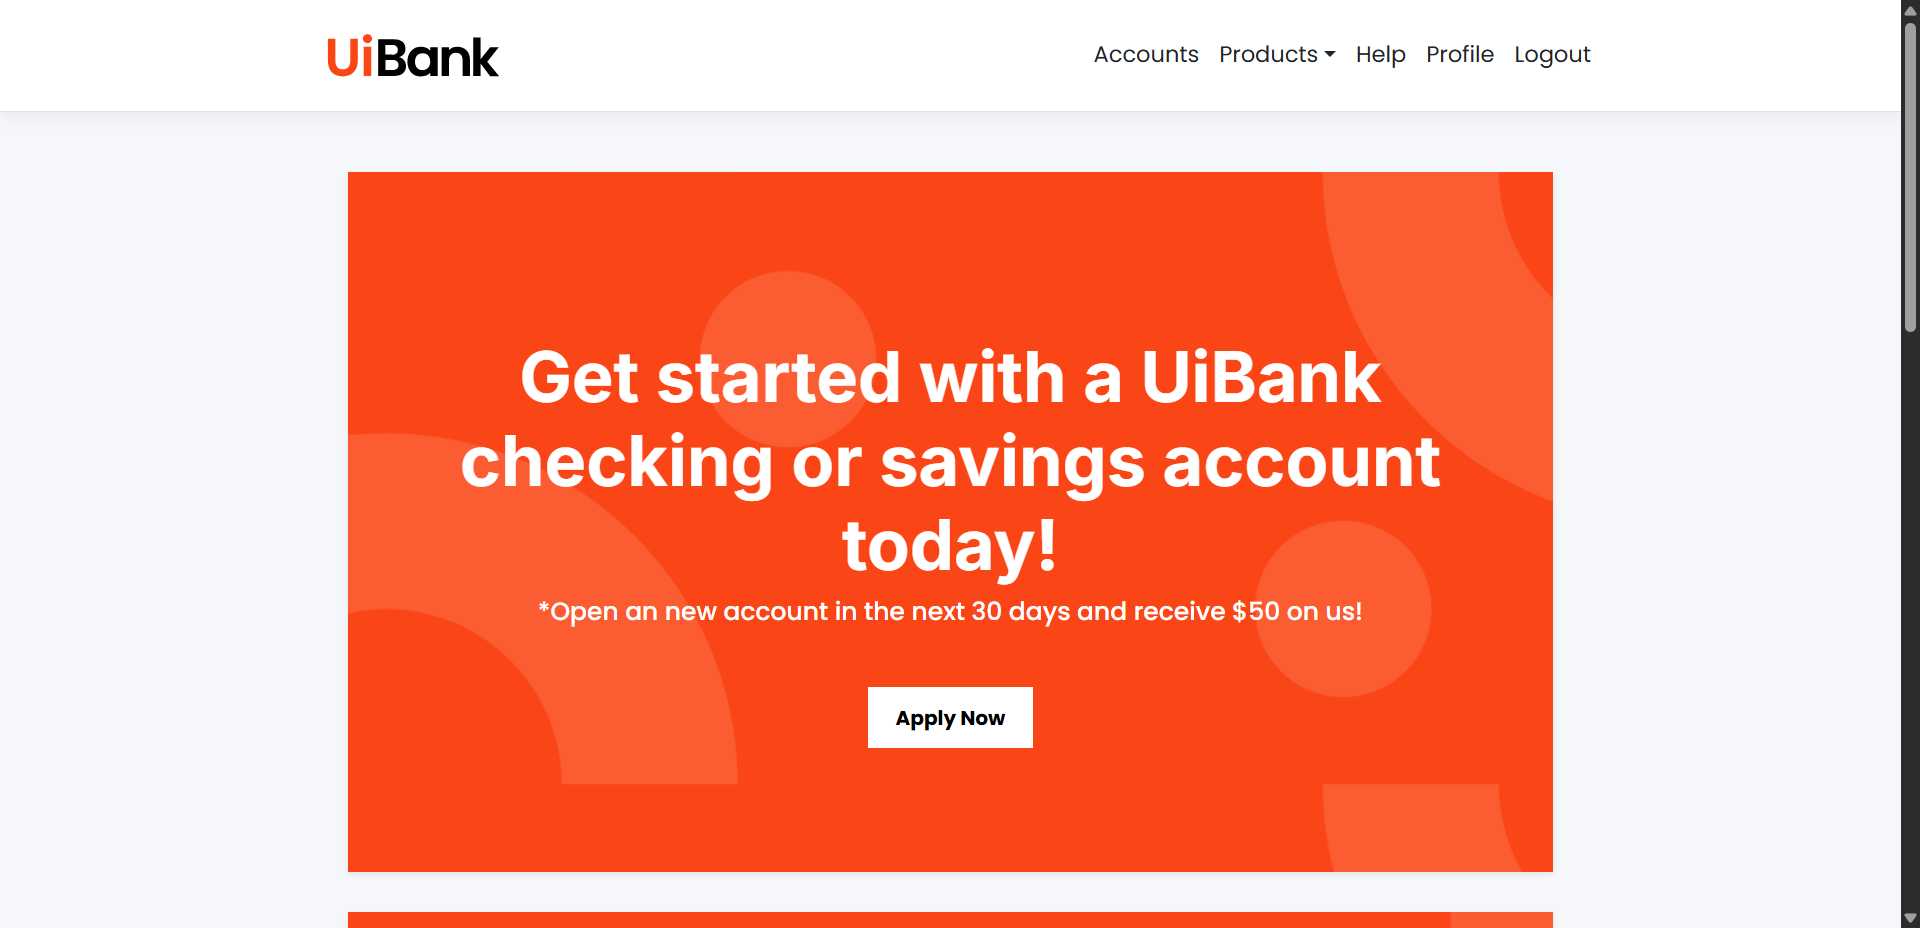 UiBank
Accounts Products Help Profile Logout
Get started with a UiBank
checking or savings account
today!
*Open an new account in the next 30 days and receive $50 on us!
Apply Now